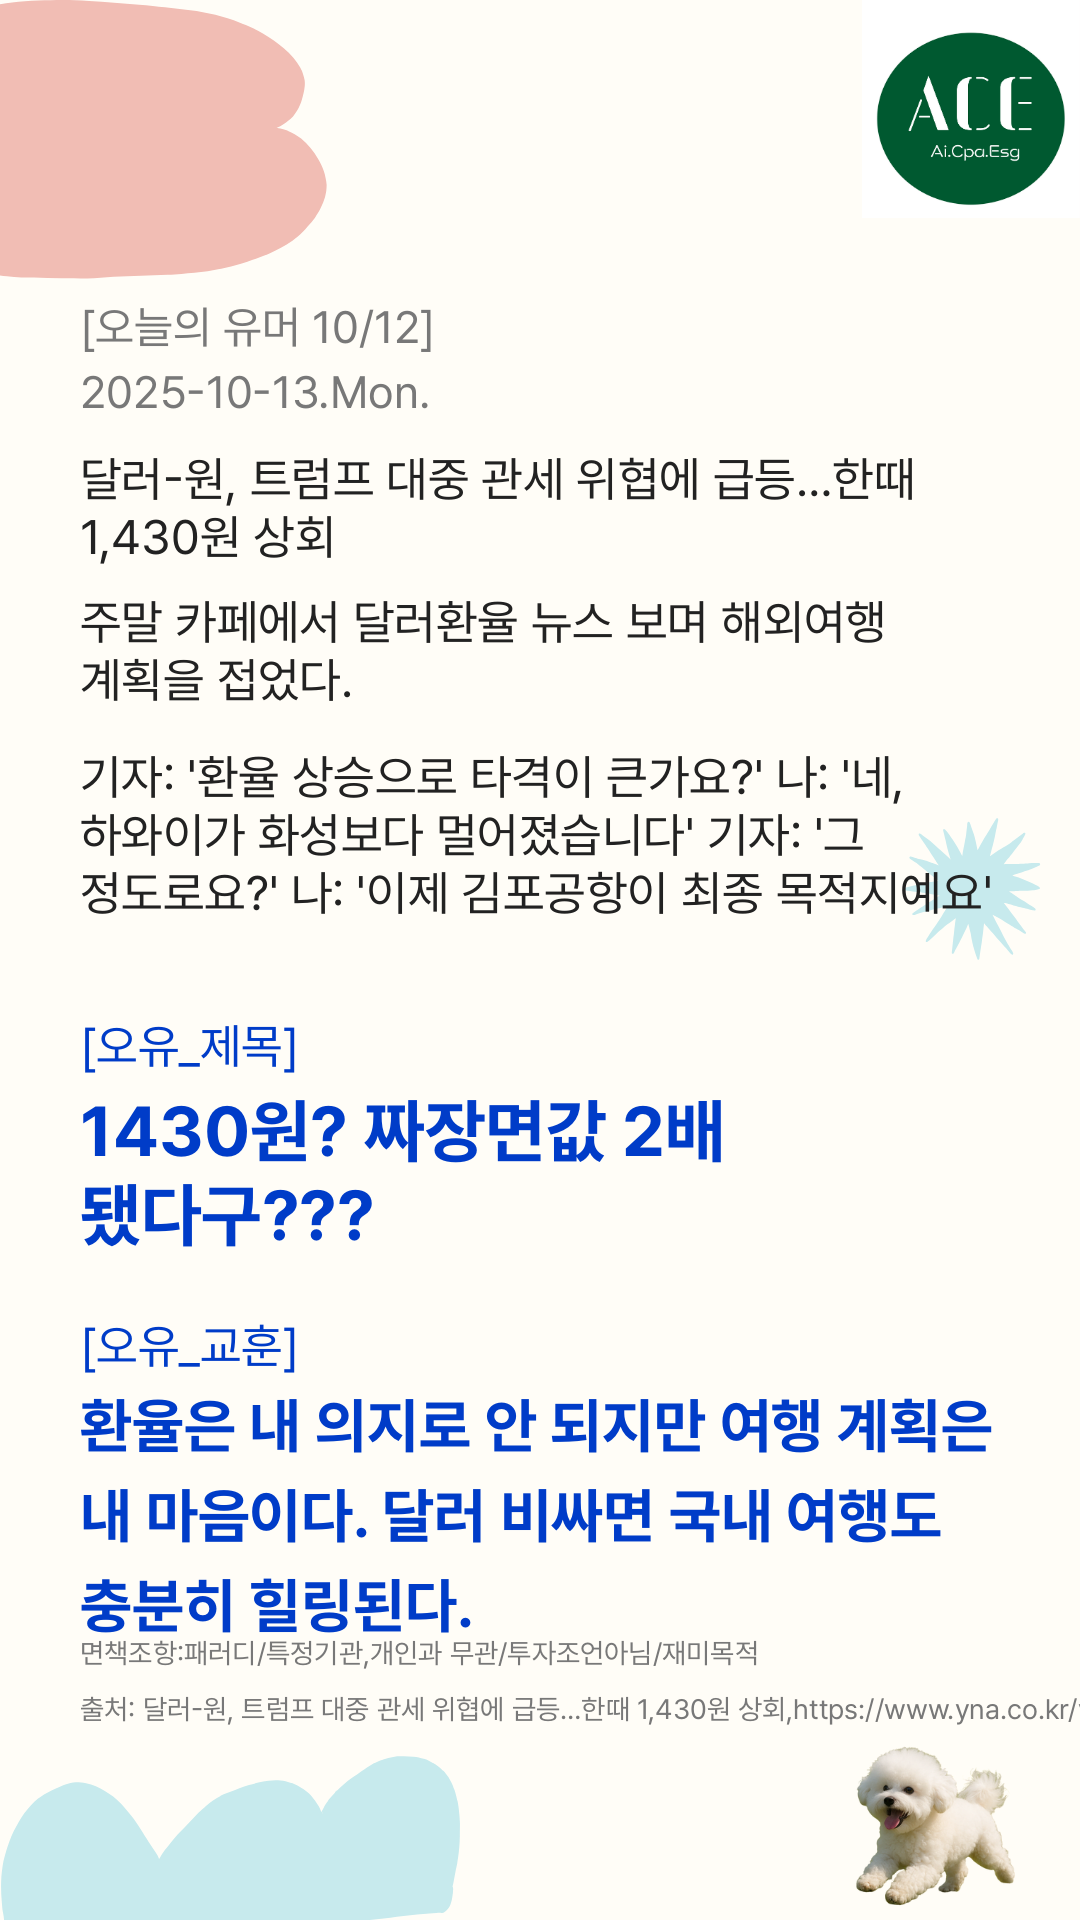 ACE
Ai.Cpa.Esg
[오늘의 유머 10/12]
2025-10-13.Mon.
달러-원, 트럼프 대중 관세 위협에 급등...한때
1,430원 상회
주말 카페에서 달러환율 뉴스 보며 해외여행
계획을 접었다.
기자: '환율 상승으로 타격이 큰가요?' 나: '네,
하와이가 화성보다 멀어졌습니다' 기자: '그
정도로요?' 나: '이제 김포공항이 최종 목적지예요'
[오유_제목]
1430원? 짜장면값 2배
됐다구???
[오유_교훈]
환율은 내 의지로 안 되지만 여행 계획은
내 마음이다. 달러 비싸면 국내 여행도
충분히 힐링된다.
면책조항:패러디/특정기관,개인과 무관/투자조언아님/재미목적
출처: 달러-원, 트럼프 대중 관세 위협에 급등...한때 1,430원 상회,https://www.yna.co.kr/